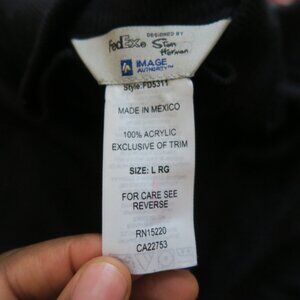 DESIGNED BY
FedEx® Stan Herman
IMAGE
AUTHORITY™
Style:FD5311
MADE IN MEXICO
100% ACRYLIC
EXCLUSIVE OF TRIM
SIZE: L RG
FOR CARE SEE
REVERSE
RN15220
CA22753